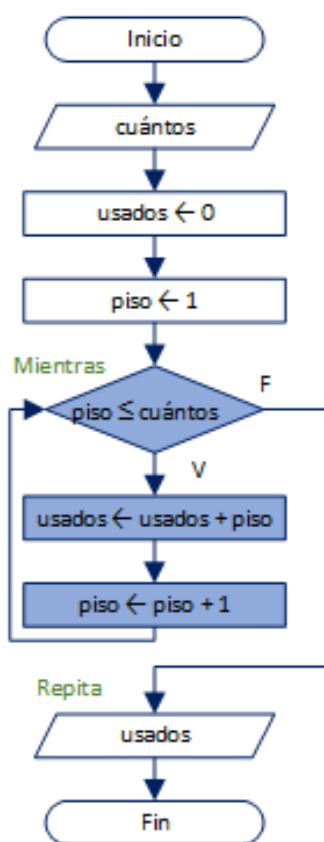 Inicio
cuántos
usados ← 0
piso ← 1
Mientras
F
piso ≤ cuántos
V
usados ← usados + piso
piso ← piso + 1
Repita
usados
Fin